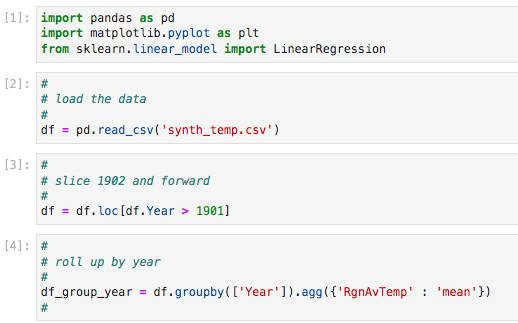 [1]: import pandas as pd
import matplotlib.pyplot as plt
from sklearn.linear_model import LinearRegression
[2]: #
# load the data
#
df = pd.read_csv('synth_temp.csv')
[3]: #
# slice 1902 and forward
#
df = df.loc[df.Year > 1901]
[4]: #
# roll up by year
#
df_group_year = df.groupby(['Year']).agg({'RgnAvTemp' : 'mean'})
#